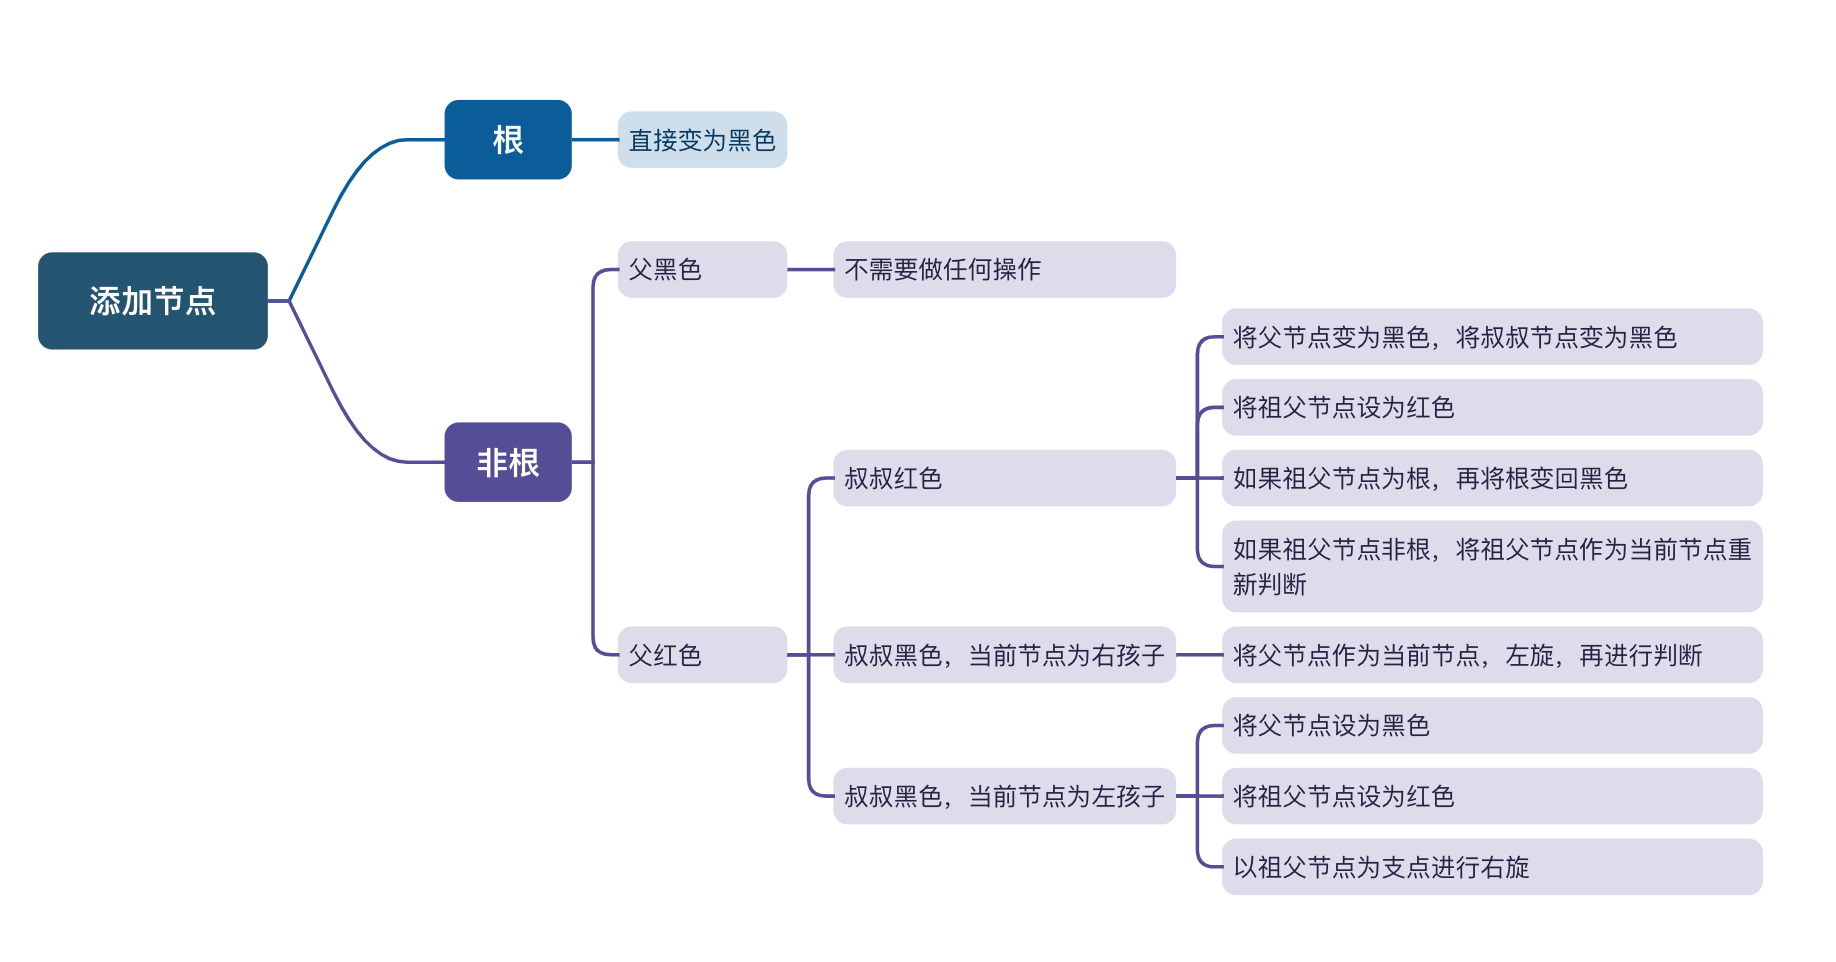 添加节点
根
直接变为黑色
非根
父黑色
不需要做任何操作
父红色
叔叔红色
将父节点变为黑色，将叔叔节点变为黑色
将祖父节点设为红色
如果祖父节点为根，再将根变回黑色
如果祖父节点非根，将祖父节点作为当前节点重
新判断
叔叔黑色，当前节点为右孩子
将父节点作为当前节点，左旋，再进行判断
叔叔黑色，当前节点为左孩子
将父节点设为黑色
将祖父节点设为红色
以祖父节点为支点进行右旋